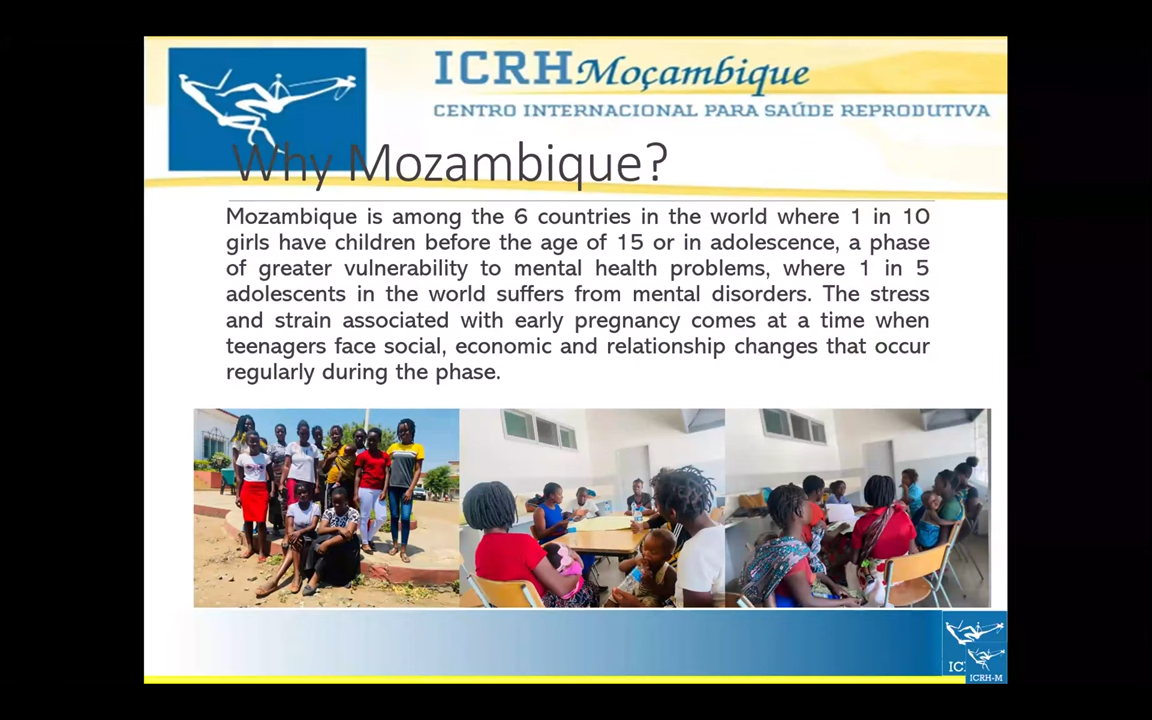 ICRH Moçambique
CENTRO INTERNACIONAL PARA SAÚDE REPRODUTIVA
Why Mozambique?
Mozambique is among the 6 countries in the world where 1 in 10
girls have children before the age of 15 or in adolescence, a phase
of greater vulnerability to mental health problems, where 1 in 5
adolescents in the world suffers from mental disorders. The stress
and strain associated with early pregnancy comes at a time when
teenagers face social, economic and relationship changes that occur
regularly during the phase.
IC
ICRH-M